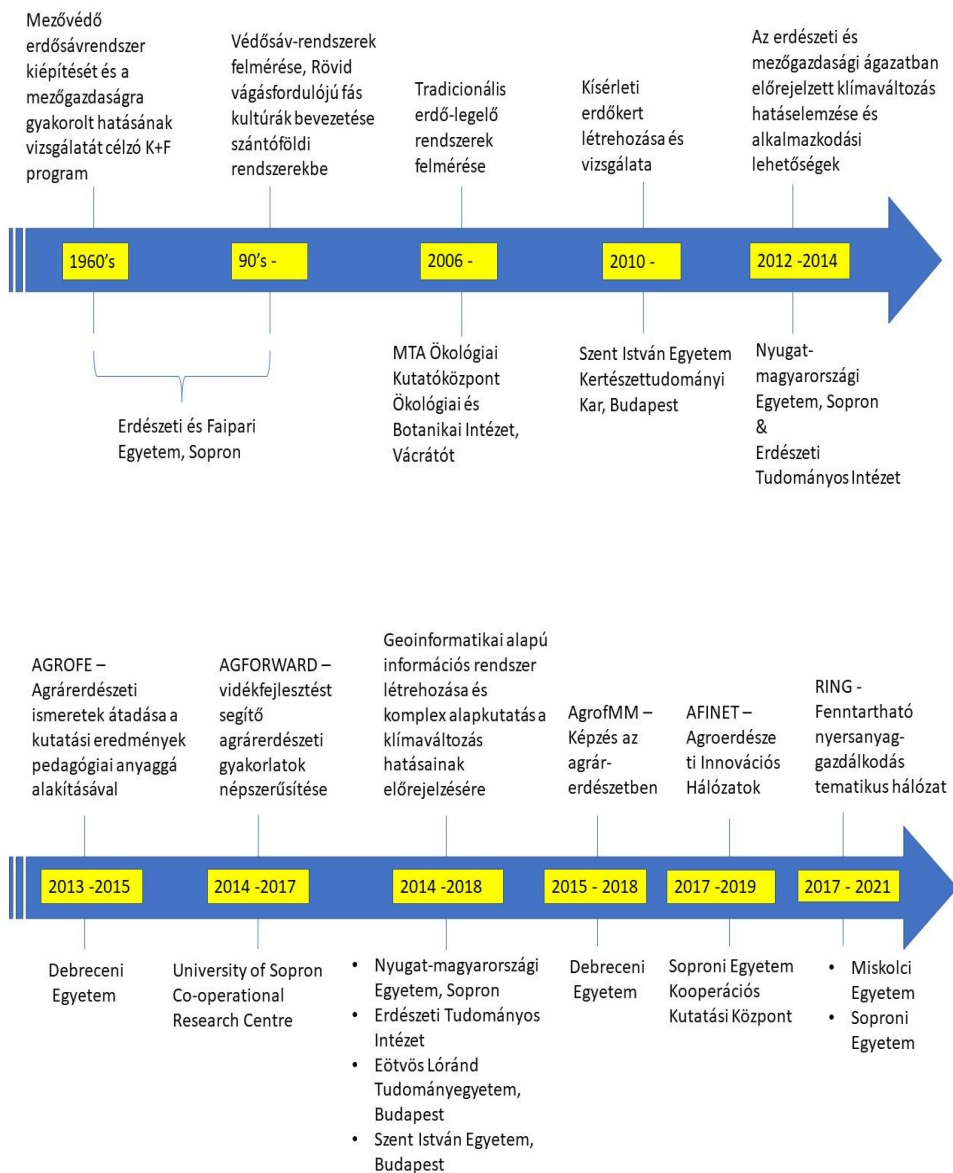 Mezővédő
erdősávrendszer
kiépítését és a
mezőgazdaságra
gyakorolt hatásának
vizsgálatát célzó K+F
program
Védősáv-rendszerek
felmérése, Rövid
vágásfordulójú fás
kultúrák bevezetése
szántóföldi
rendszerekbe
Tradicionális
erdő-legelő
rendszerek
felmérése
Kísérleti
erdőkert
létrehozása és
vizsgálata
Az erdészeti és
mezőgazdasági ágazatban
előrejelzett klímaváltozás
hatáselemzése és
alkalmazkodási
lehetőségek
1960's
90's -
2006 -
2010 -
2012 -2014
Erdészeti és Faipari
Egyetem, Sopron
MTA Ökológiai
Kutatóközpont
Ökológiai és
Botanikai Intézet,
Vácrátót
Szent István Egyetem
Kertészettudományi
Kar, Budapest
Nyugat-
magyarországi
Egyetem, Sopron
&
Erdészeti
Tudományos Intézet
AGROFE –
Agrárerdészeti
ismeretek átadása a
kutatási eredmények
pedagógiai anyaggá
alakításával
AGFORWARD –
vidékfejlesztést
segítő
agrárerdészeti
gyakorlatok
népszerűsítése
Geoinformatikai alapú
információs rendszer
létrehozása és
komplex alapkutatás a
klímaváltozás
hatásainak
előrejelzésére
AgrofMM –
Képzés az
agrár-
erdészetben
AFINET –
Agroerdésze
ti Innovációs
Hálózatok
RING -
Fenntartható
nyersanyag-
gazdálkodás
tematikus hálózat
2013 -2015
2014 -2017
2014 -2018
2015 - 2018
2017 -2019
2017 - 2021
Debreceni
Egyetem
University of Sopron
Co-operational
Research Centre
• Nyugat-magyarországi
Egyetem, Sopron
• Erdészeti Tudományos
Intézet
• Eötvös Lóránd
Tudományegyetem,
Budapest
• Szent István Egyetem,
Budapest
Debreceni
Egyetem
Soproni Egyetem
Kooperációs
Kutatási Központ
• Miskolci
Egyetem
• Soproni
Egyetem